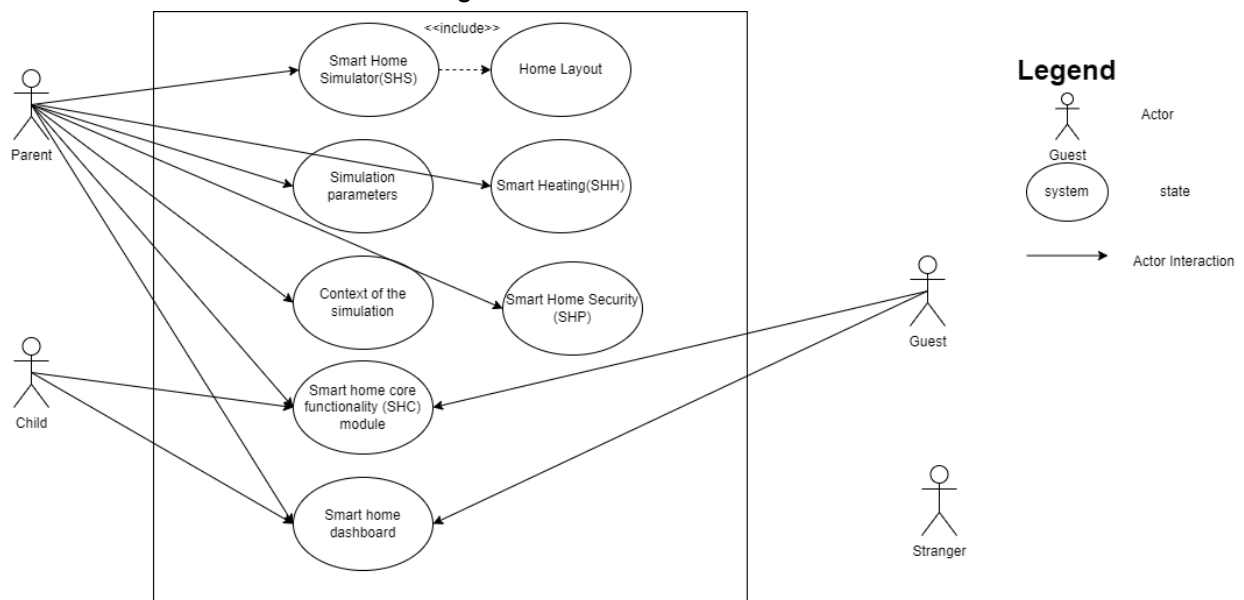 <<include>>
Smart Home
Simulator(SHS)
Home Layout
Parent
Simulation
parameters
Smart Heating(SHH)
Context of the
simulation
Smart Home Security
(SHP)
Child
Smart home core
functionality (SHC)
module
Smart home
dashboard
Guest
Stranger
Legend
Actor
Guest
system
state
Actor Interaction